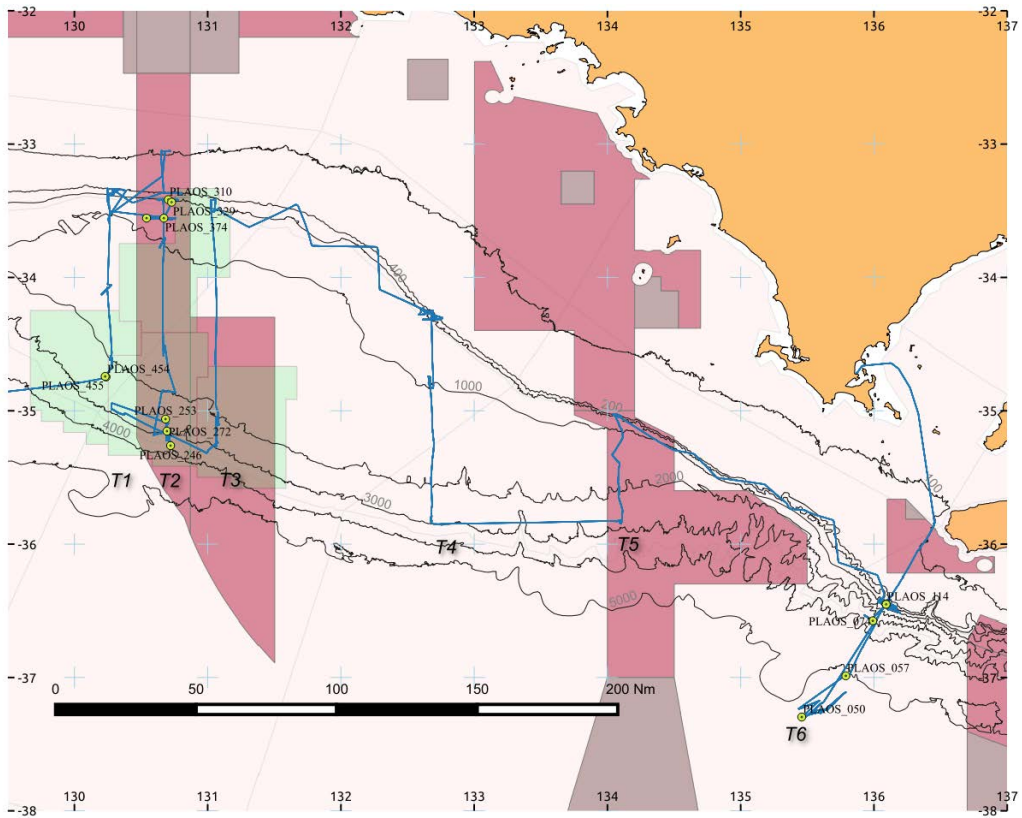 -32 130 131 132 133 134 135 136 137 -32
-33 -33
PLAOS_310
PLAOS_329
PLAOS_374
-34 -34
400
PLAOS_454
PLAOS_455
1000
-35 -35
200
PLAOS_253
4000
PLAOS_272
PLAOS_246
100
T1 T2 T3
2000
3000
-36 T4 T5 -36
5000
PLAOS_114
PLAOS_07
PLAOS_057
-37 -37
0 50 100 150 200 Nm
PLAOS_050
T6
-38 130 131 132 133 134 135 136 137 -38